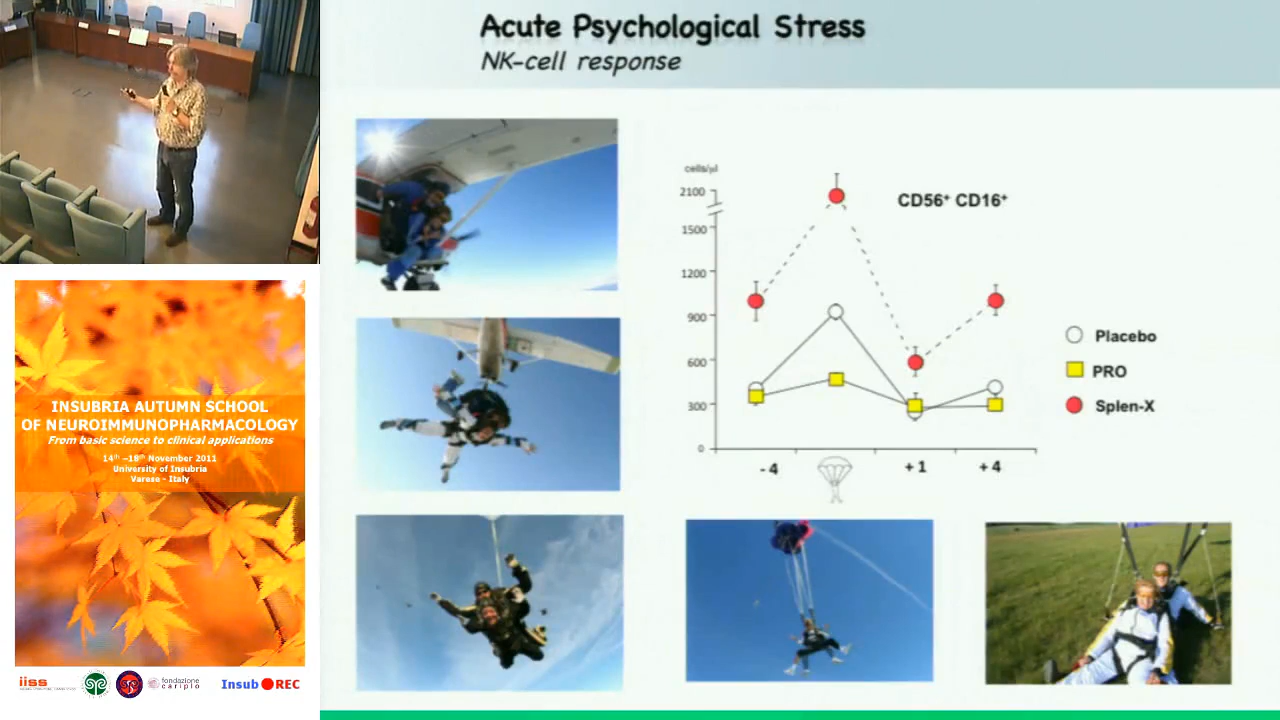 Acute Psychological Stress
NK-cell response
cells/µl
2100
1500
1200
900
600
300
0
CD56⁺ CD16⁺
Placebo
PRO
Splen-X
- 4
+ 1
+ 4
INSUBRIA AUTUMN SCHOOL
OF NEUROIMMUNOPHARMACOLOGY
From basic science to clinical applications
14th –18th November 2011
University of Insubria
Varese - Italy
iiss
fondazione
cariplo
Insub REC